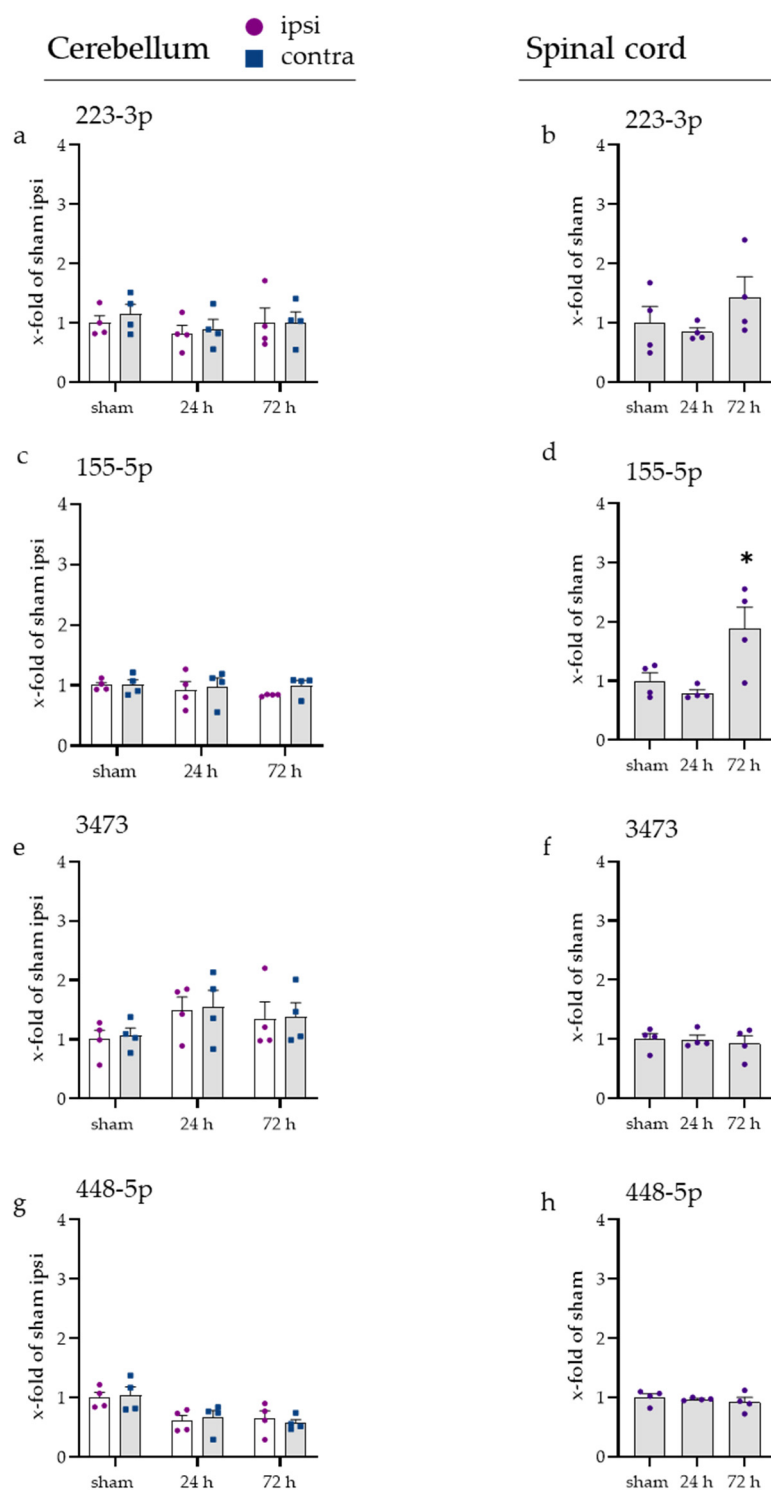 ipsi
contra
Cerebellum
Spinal cord
a
223-3p
x-fold of sham ipsi
4
3
2
1
0
sham 24 h 72 h
b
223-3p
x-fold of sham
4
3
2
1
0
sham 24 h 72 h
c
155-5p
x-fold of sham ipsi
4
3
2
1
0
sham 24 h 72 h
d
155-5p
x-fold of sham
4
3
2
1
0
*
sham 24 h 72 h
e
3473
x-fold of sham ipsi
4
3
2
1
0
sham 24 h 72 h
f
3473
x-fold of sham
4
3
2
1
0
sham 24 h 72 h
g
448-5p
x-fold of sham ipsi
4
3
2
1
0
sham 24 h 72 h
h
448-5p
x-fold of sham
4
3
2
1
0
sham 24 h 72 h